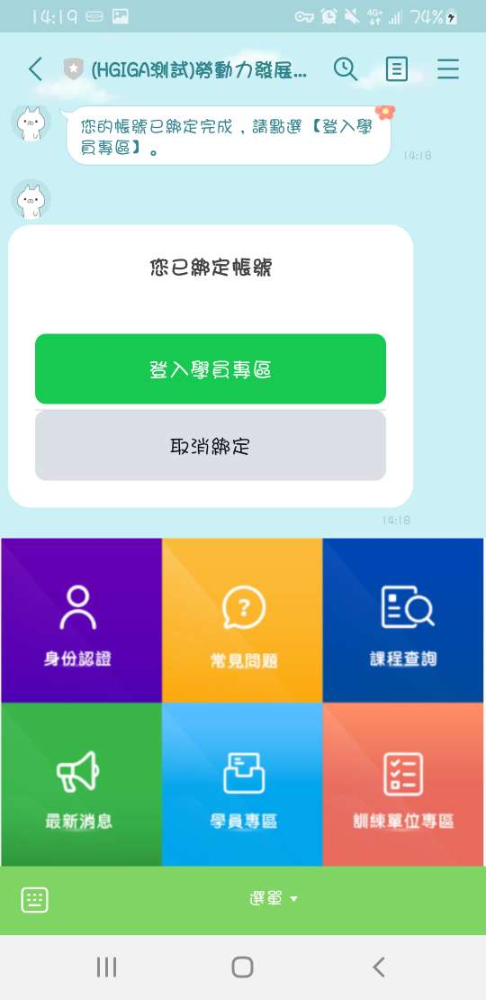 14:19
4G+
74%
(HGIGA測試)勞動力發展...
您的帳號已綁定完成，請點選【登入學
員專區】。
14:18
您已綁定帳號
登入學員專區
取消綁定
14:18
身份認證
常見問題
課程查詢
最新消息
學員專區
訓練單位專區
選單